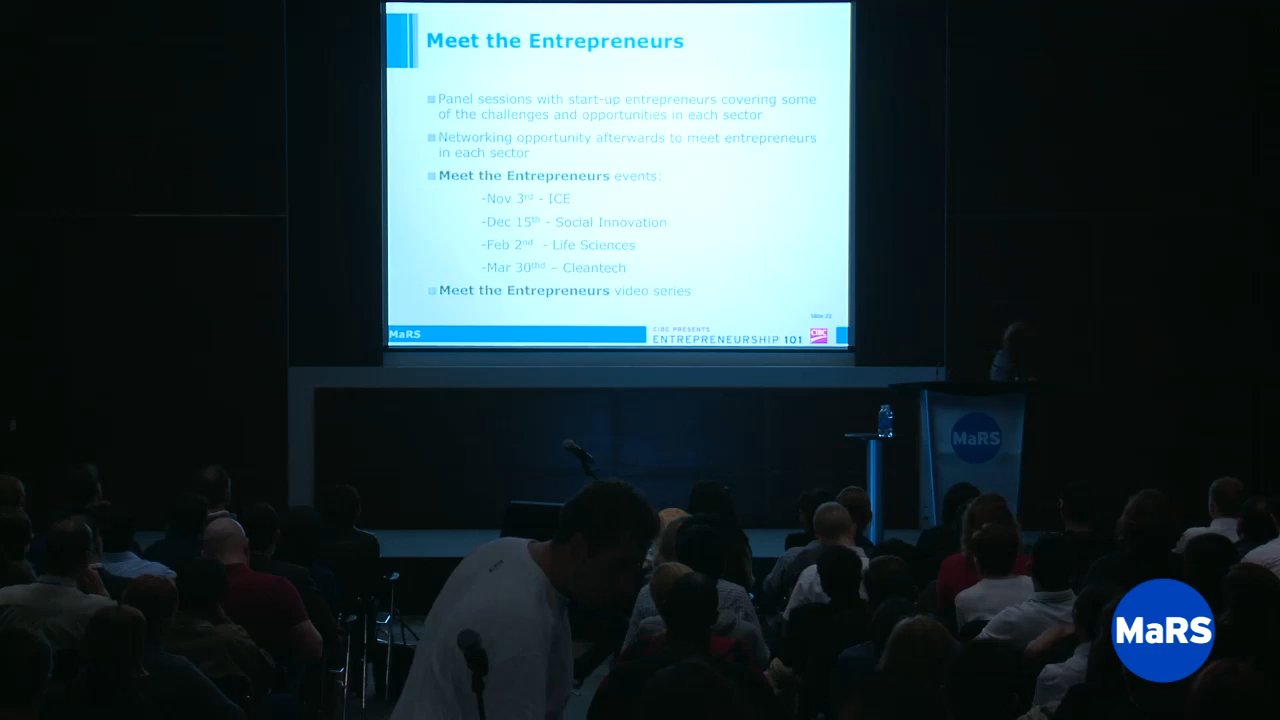 Meet the Entrepreneurs
Panel sessions with start-up entrepreneurs covering some
of the challenges and opportunities in each sector
Networking opportunity afterwards to meet entrepreneurs
in each sector
Meet the Entrepreneurs events:
-Nov 3rd - ICE
-Dec 15th - Social Innovation
-Feb 2nd - Life Sciences
-Mar 30thd – Cleantech
Meet the Entrepreneurs video series
Slide 22
MaRS
CIBC PRESENTS
ENTREPRENEURSHIP 101
CIBC
MaRS
MaRS